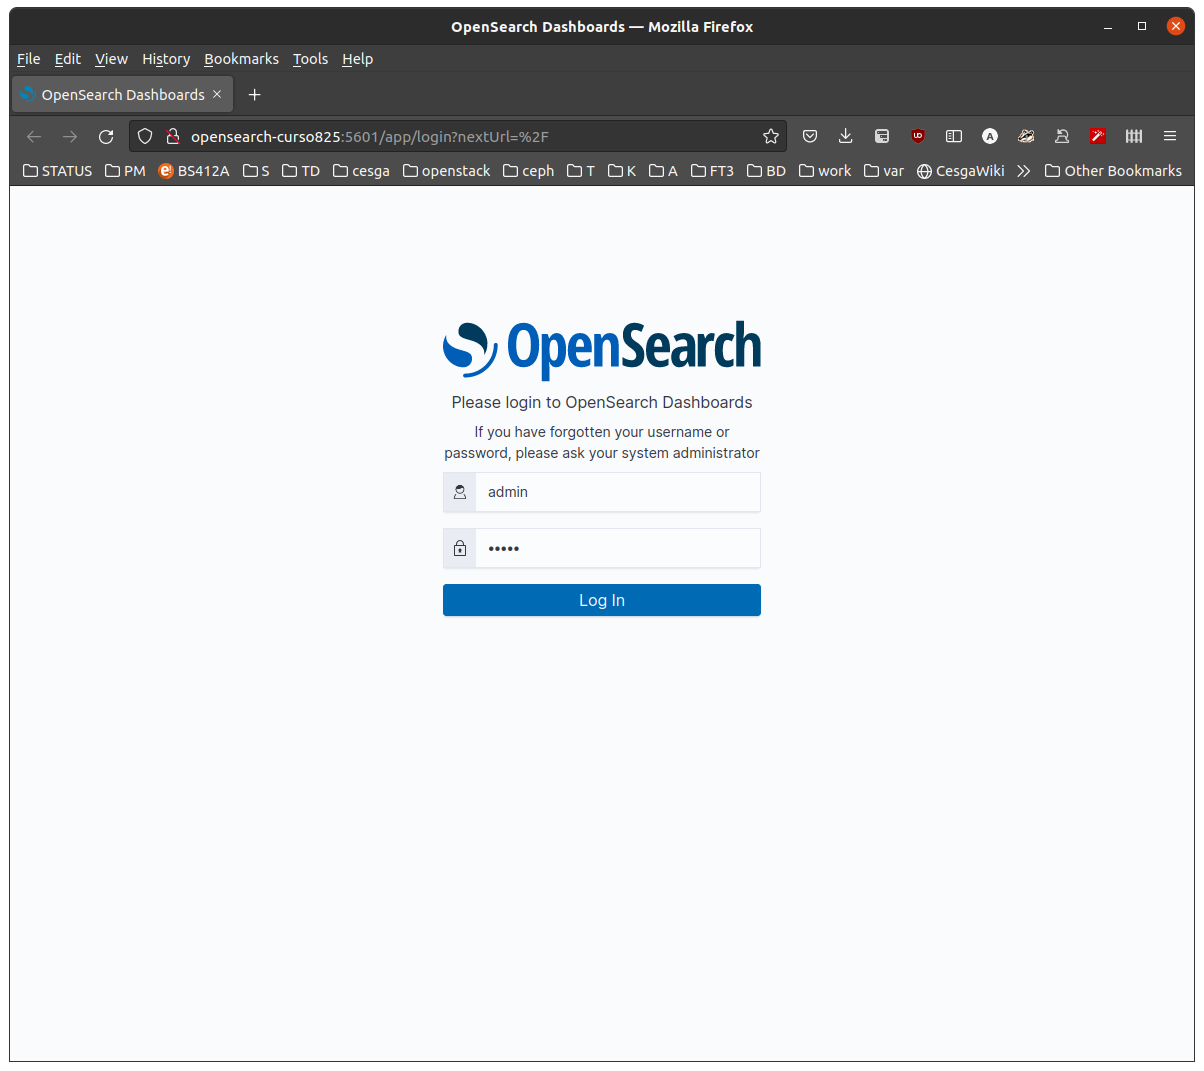 OpenSearch Dashboards — Mozilla Firefox
File Edit View History Bookmarks Tools Help
OpenSearch Dashboards
opensearch-curso825:5601/app/login?nextUrl=%2F
STATUS PM BS412A S TD cesga openstack ceph T K A FT3 BD work var CesgaWiki Other Bookmarks
OpenSearch
Please login to OpenSearch Dashboards
If you have forgotten your username or
password, please ask your system administrator
admin
•••••
Log In